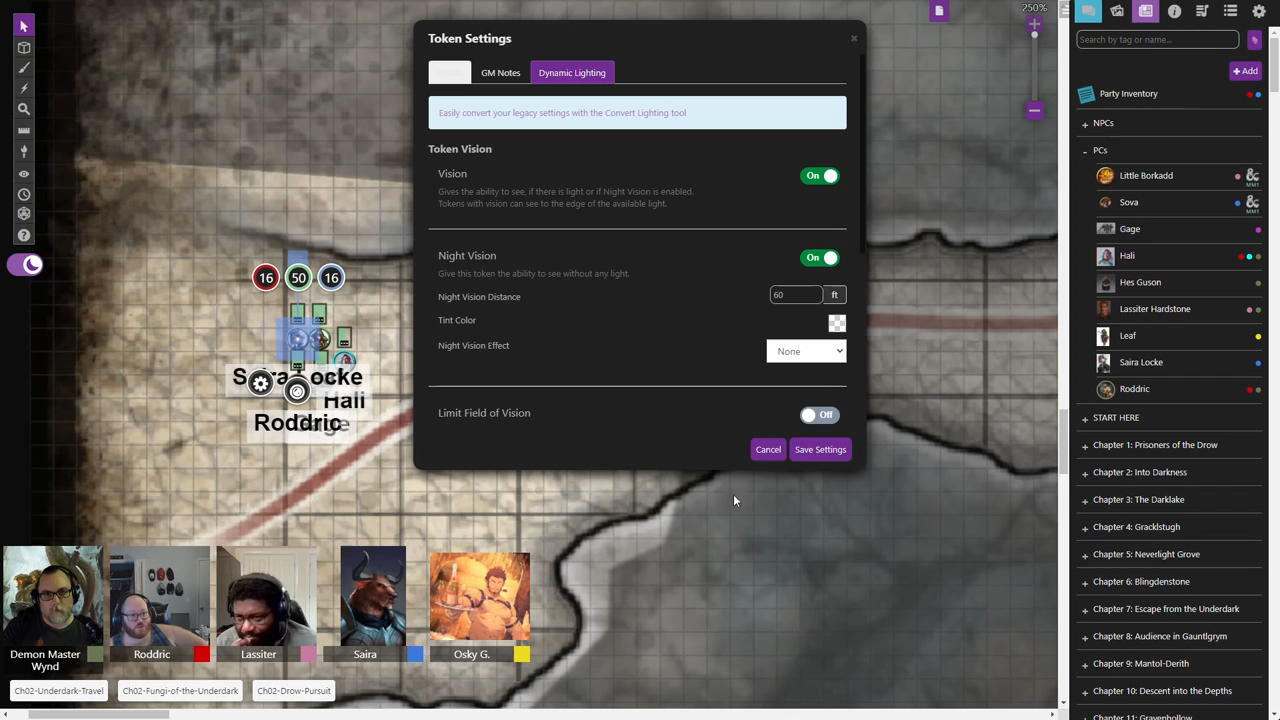 250%
Token Settings
×
GM Notes
Dynamic Lighting
Easily convert your legacy settings with the Convert Lighting tool
Token Vision
Vision
On
Gives the ability to see, if there is light or if Night Vision is enabled.
Tokens with vision can see to the edge of the available light.
Night Vision
On
Give this token the ability to see without any light.
Night Vision Distance
60
ft
Tint Color
Night Vision Effect
None
Limit Field of Vision
Off
Cancel
Save Settings
16
50
16
Locke
Hali
Roddric
Demon Master
Wynd
Roddric
Lassiter
Saira
Osky G.
Ch02-Underdark-Travel
Ch02-Fungi-of-the-Underdark
Ch02-Drow-Pursuit
Search by tag or name...
+ Add
Party Inventory
+ NPCs
- PCs
Little Borkadd
MM1
Sova
MM1
Gage
Hali
Hes Guson
Lassiter Hardstone
Leaf
Saira Locke
Roddric
+ START HERE
+ Chapter 1: Prisoners of the Drow
+ Chapter 2: Into Darkness
+ Chapter 3: The Darklake
+ Chapter 4: Gracklstugh
+ Chapter 5: Neverlight Grove
+ Chapter 6: Blingdenstone
+ Chapter 7: Escape from the Underdark
+ Chapter 8: Audience in Gauntlgrym
+ Chapter 9: Mantol-Derith
+ Chapter 10: Descent into the Depths
Chapter 11: Gravenhollow